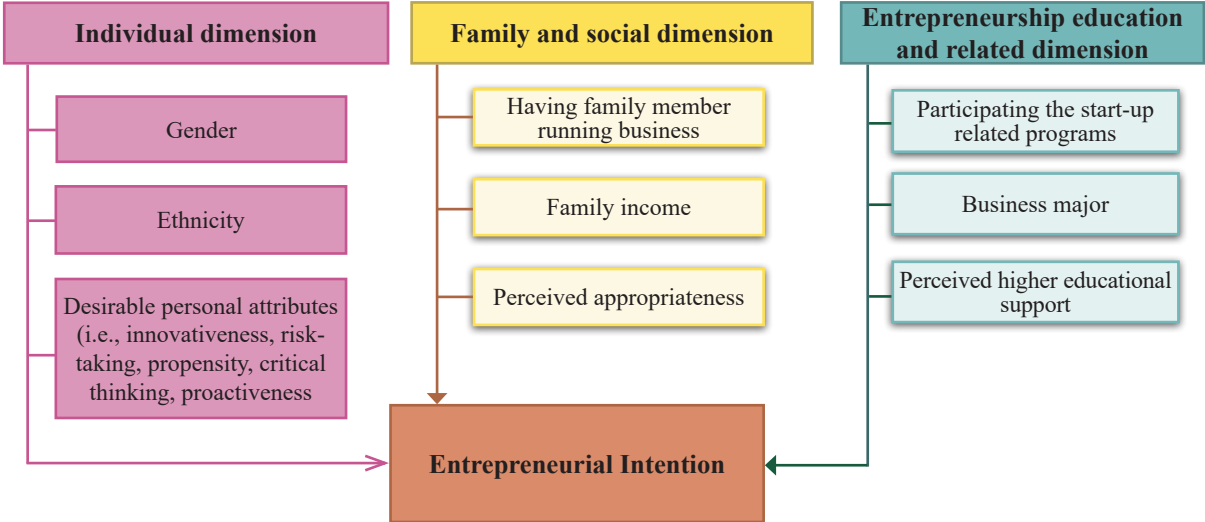 Individual dimension
Gender
Ethnicity
Desirable personal attributes
(i.e., innovativeness, risk-
taking, propensity, critical
thinking, proactiveness
Family and social dimension
Having family member
running business
Family income
Perceived appropriateness
Entrepreneurship education
and related dimension
Participating the start-up
related programs
Business major
Perceived higher educational
support
Entrepreneurial Intention